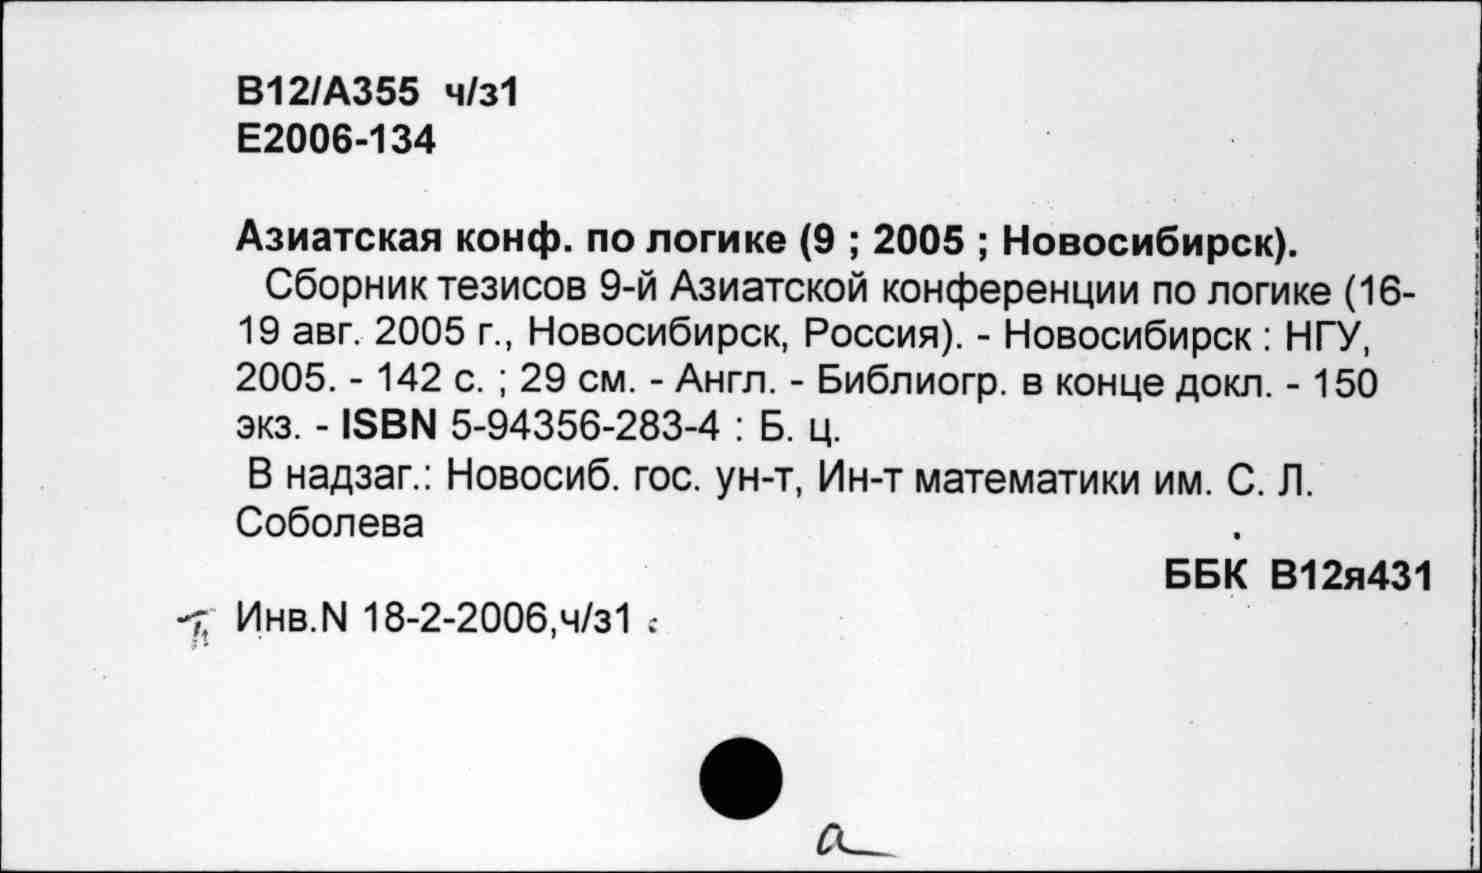 В12/А355 ч/з1
Е2006-134
Азиатская конф. по логике (9 ; 2005 ; Новосибирск).
Сборник тезисов 9-й Азиатской конференции по логике (16-
19 авг. 2005 г., Новосибирск, Россия). - Новосибирск : НГУ,
2005. - 142 с. ; 29 см. - Англ. - Библиогр. в конце докл. - 150
экз. - ISBN 5-94356-283-4 : Б. ц.
В надзаг.: Новосиб. гос. ун-т, Ин-т математики им. С. Л.
Соболева
ББК В12я431
Инв.N 18-2-2006,ч/з1
а